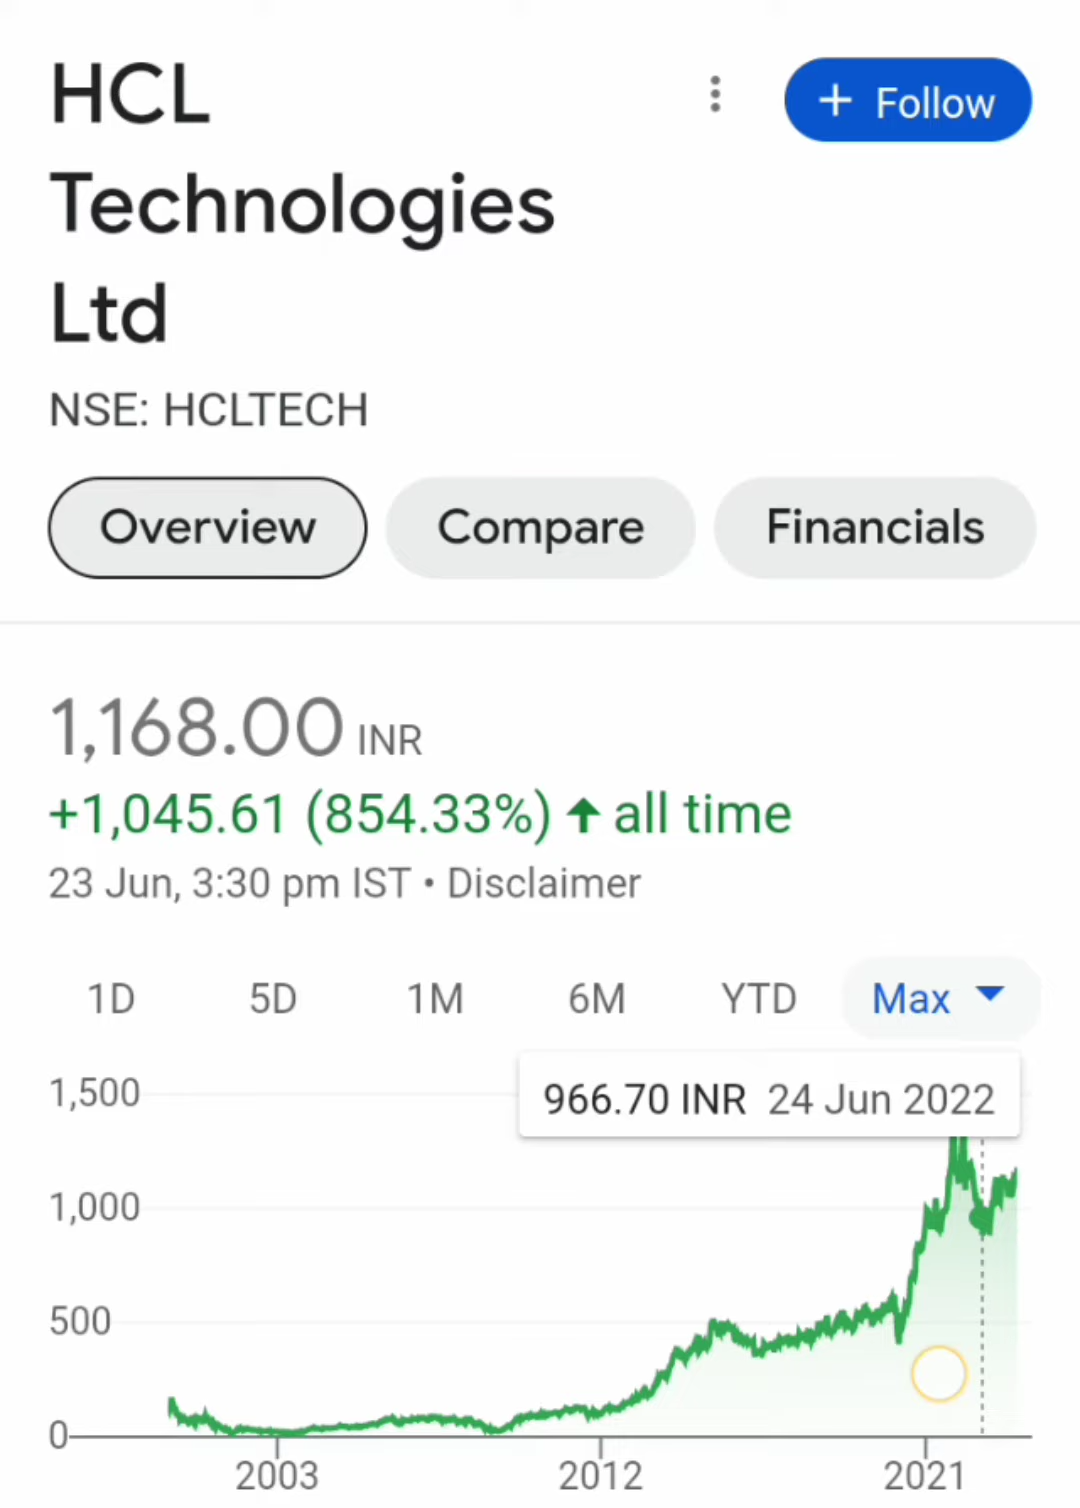 HCL
Technologies
Ltd
+ Follow
NSE: HCLTECH
Overview Compare Financials
1,168.00 INR
+1,045.61 (854.33%) ↑ all time
23 Jun, 3:30 pm IST • Disclaimer
1D 5D 1M 6M YTD Max
966.70 INR 24 Jun 2022
1,500
1,000
500
0
2003 2012 2021